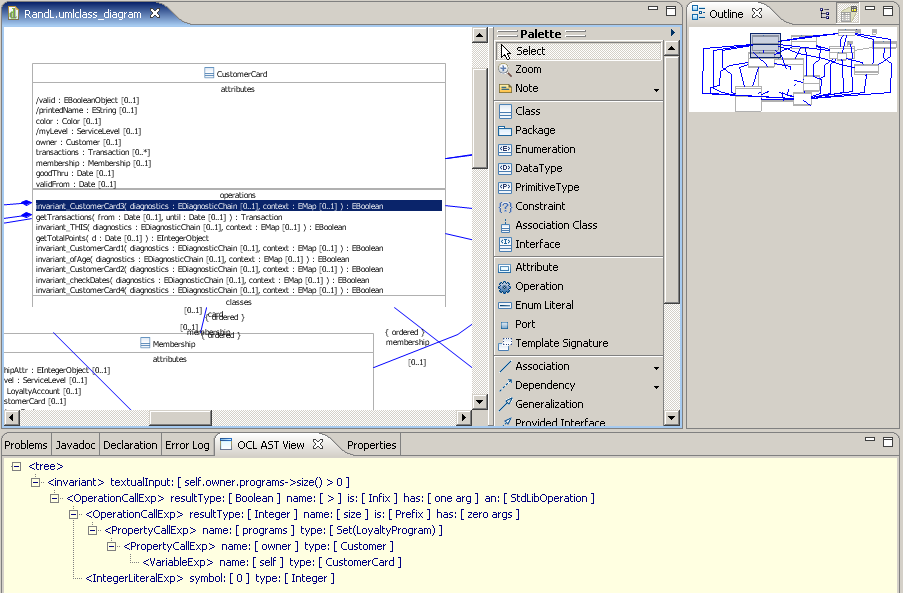 RandL.umlclass_diagram
CustomerCard
attributes
/valid : EBooleanObject [0..1]
/printedName : EString [0..1]
color : Color [0..1]
/myLevel : ServiceLevel [0..1]
owner : Customer [0..1]
transactions : Transaction [0..*]
membership : Membership [0..1]
goodThru : Date [0..1]
validFrom : Date [0..1]
operations
invariant_CustomerCard3( diagnostics : EDiagnosticChain [0..1], context : EMap [0..1] ) : EBoolean
getTransactions( from : Date [0..1], until : Date [0..1] ) : Transaction
invariant_THIS( diagnostics : EDiagnosticChain [0..1], context : EMap [0..1] ) : EBoolean
getTotalPoints( d : Date [0..1] ) : EIntegerObject
invariant_CustomerCard1( diagnostics : EDiagnosticChain [0..1], context : EMap [0..1] ) : EBoolean
invariant_ofAge( diagnostics : EDiagnosticChain [0..1], context : EMap [0..1] ) : EBoolean
invariant_CustomerCard2( diagnostics : EDiagnosticChain [0..1], context : EMap [0..1] ) : EBoolean
invariant_checkDates( diagnostics : EDiagnosticChain [0..1], context : EMap [0..1] ) : EBoolean
invariant_CustomerCard4( diagnostics : EDiagnosticChain [0..1], context : EMap [0..1] ) : EBoolean
classes
[0..1]
card
{ ordered }
[0..1]
membership
{ ordered }
{ ordered }
membership
[0..1]
Membership
attributes
hipAttr : EIntegerObject [0..1]
vel : ServiceLevel [0..1]
LoyaltyAccount [0..1]
stomerCard [0..1]
Palette
Select
Zoom
Note
Class
Package
Enumeration
DataType
PrimitiveType
Constraint
Association Class
Interface
Attribute
Operation
Enum Literal
Port
Template Signature
Association
Dependency
Generalization
Provided Interface
Outline
Problems
Javadoc
Declaration
Error Log
OCL AST View
Properties
<tree>
<invariant> textualInput: [ self.owner.programs->size() > 0 ]
<OperationCallExp> resultType: [ Boolean ] name: [ > ] is: [ Infix ] has: [ one arg ] an: [ StdLibOperation ]
<OperationCallExp> resultType: [ Integer ] name: [ size ] is: [ Prefix ] has: [ zero args ]
<PropertyCallExp> name: [ programs ] type: [ Set(LoyaltyProgram) ]
<PropertyCallExp> name: [ owner ] type: [ Customer ]
<VariableExp> name: [ self ] type: [ CustomerCard ]
<IntegerLiteralExp> symbol: [ 0 ] type: [ Integer ]